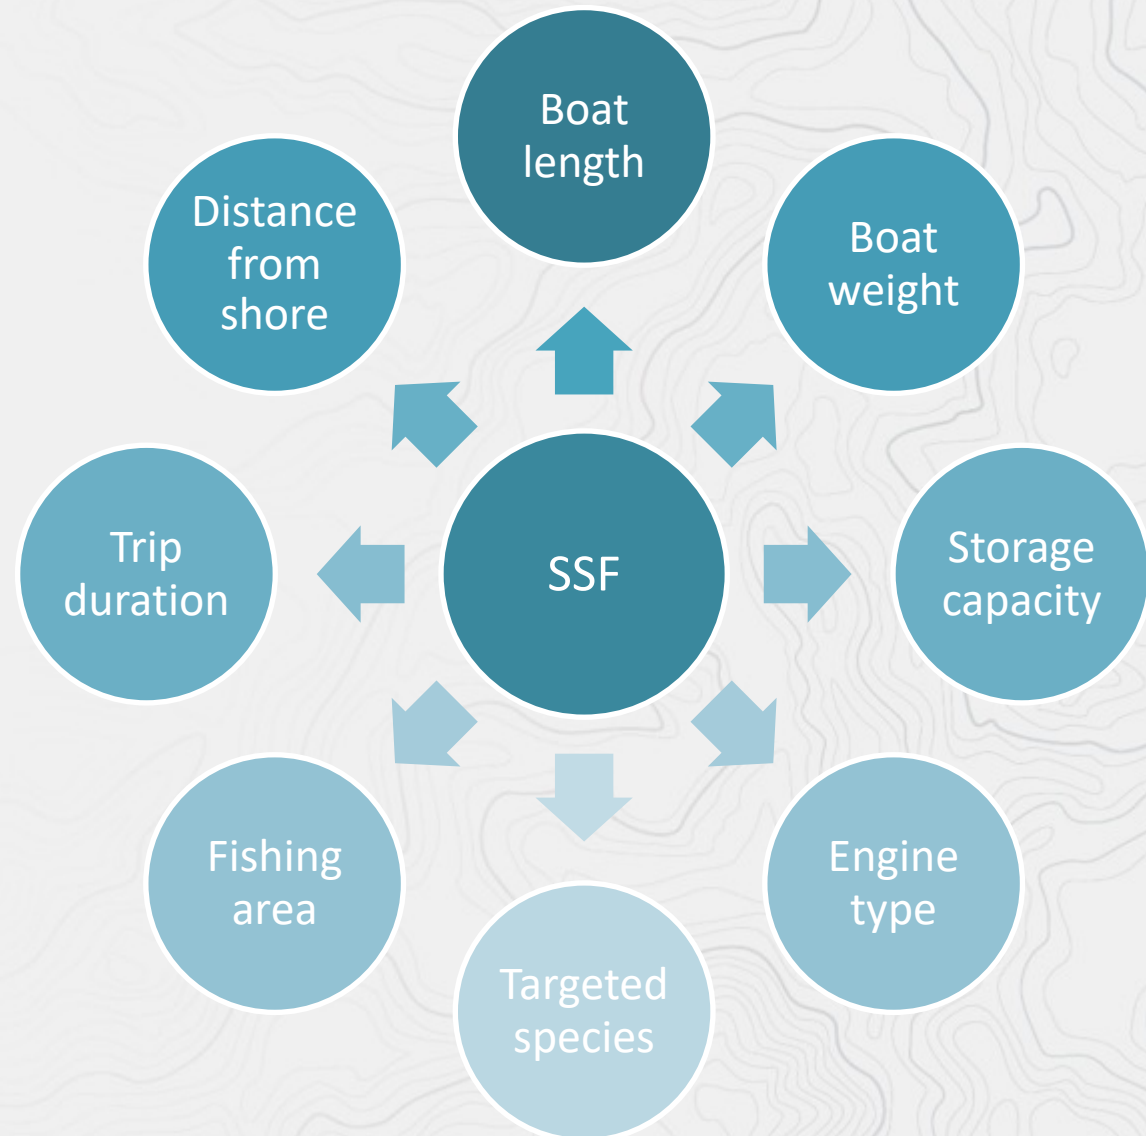 Boat
length
Distance
from
shore
Boat
weight
Trip
duration
SSF
Storage
capacity
Fishing
area
Engine
type
Targeted
species